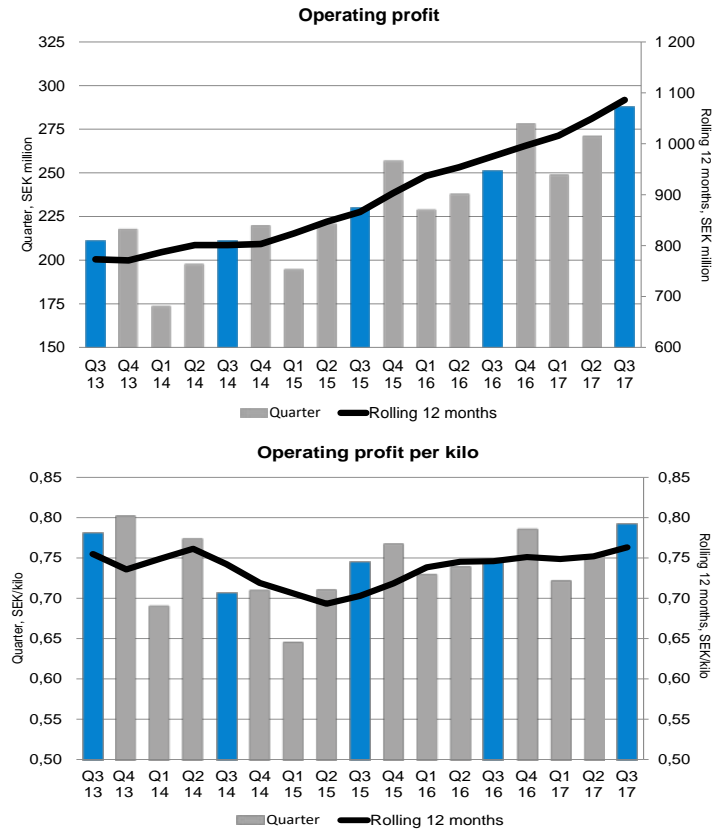 Operating profit
325
300
275
250
225
200
175
150
Quarter, SEK million
1 200
1 100
1 000
900
800
700
600
Rolling 12 months, SEK million
Q3 Q4 Q1 Q2 Q3 Q4 Q1 Q2 Q3 Q4 Q1 Q2 Q3 Q4 Q1 Q2 Q3
13 13 14 14 14 14 15 15 15 15 16 16 16 16 17 17 17
Quarter Rolling 12 months
Operating profit per kilo
0,85
0,80
0,75
0,70
0,65
0,60
0,55
0,50
Quarter, SEK/kilo
0,85
0,80
0,75
0,70
0,65
0,60
0,55
0,50
Rolling 12 months, SEK/kilo
Q3 Q4 Q1 Q2 Q3 Q4 Q1 Q2 Q3 Q4 Q1 Q2 Q3 Q4 Q1 Q2 Q3
13 13 14 14 14 14 15 15 15 15 16 16 16 16 17 17 17
Quarter Rolling 12 months